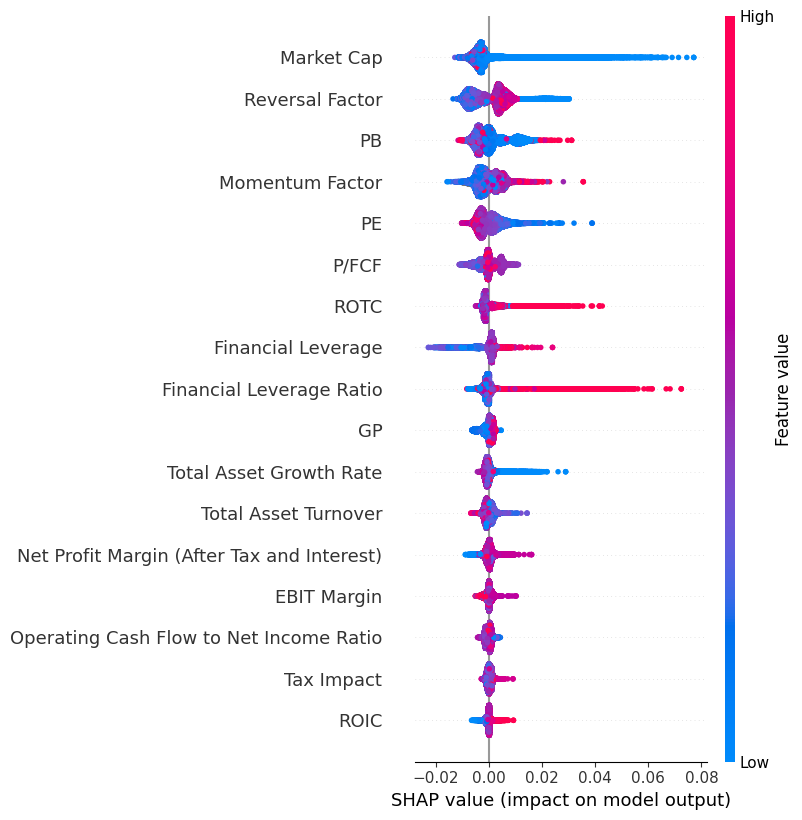 High
Market Cap
Reversal Factor
PB
Momentum Factor
PE
P/FCF
ROTC
Financial Leverage
Financial Leverage Ratio
GP
Total Asset Growth Rate
Total Asset Turnover
Net Profit Margin (After Tax and Interest)
EBIT Margin
Operating Cash Flow to Net Income Ratio
Tax Impact
ROIC
Low
Feature value
−0.02 0.00 0.02 0.04 0.06 0.08
SHAP value (impact on model output)